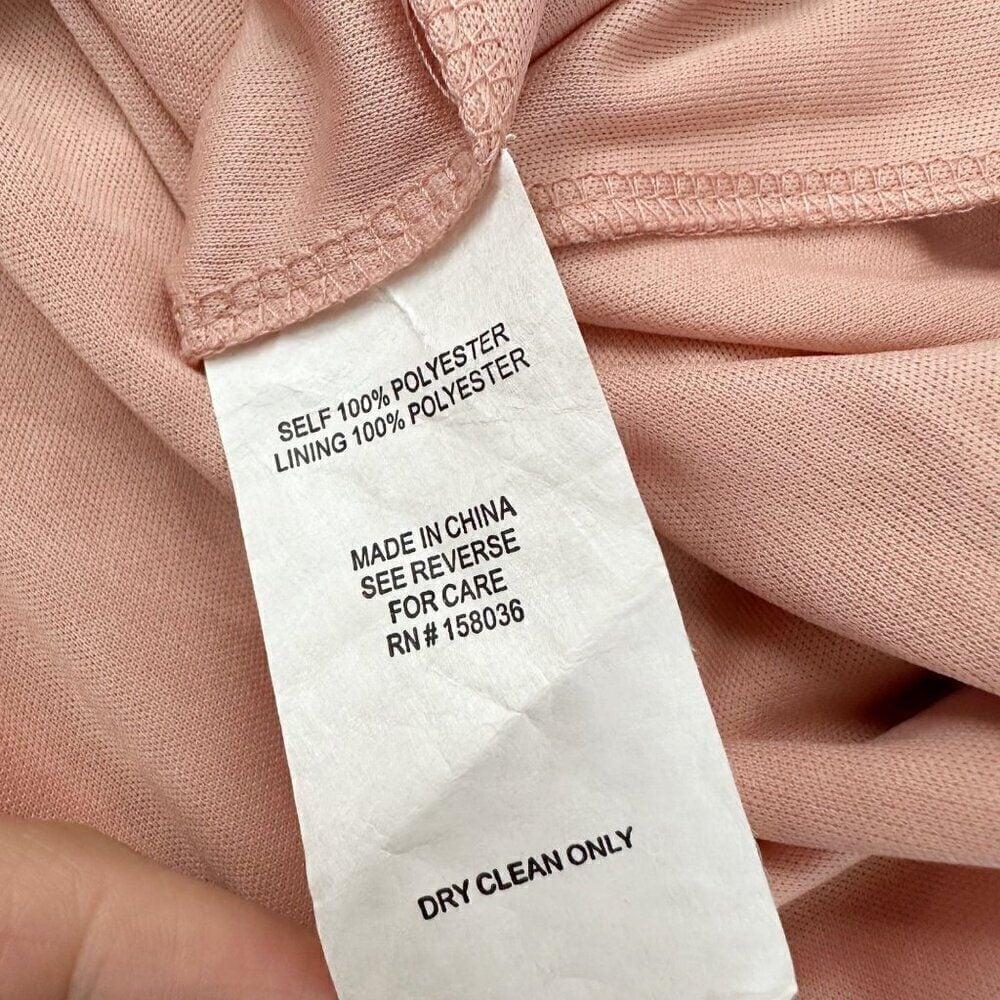 SELF 100% POLYESTER
LINING 100% POLYESTER
MADE IN CHINA
SEE REVERSE
FOR CARE
RN# 158036
DRY CLEAN ONLY